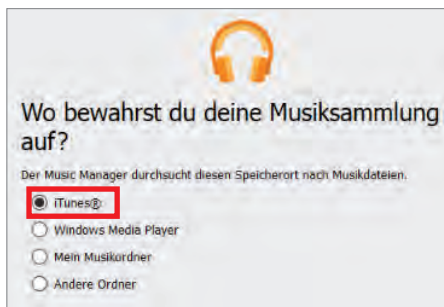 Wo bewahrst du deine Musiksammlung
auf?
Der Music Manager durchsucht diesen Speicherort nach Musikdateien.
iTunes®
Windows Media Player
Mein Musikordner
Andere Ordner